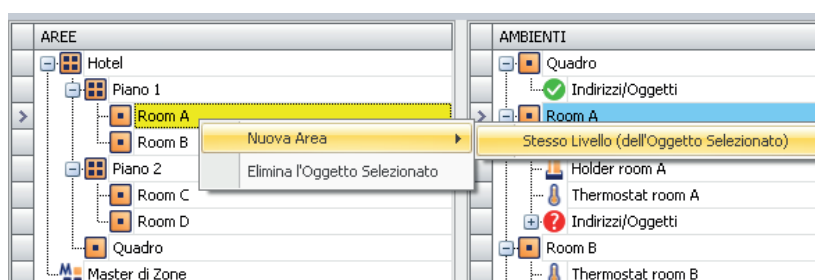 AREE
Hotel
Piano 1
Room A
Room B
Piano 2
Room C
Room D
Quadro
Master di Zone
Nuova Area
Elimina l'Oggetto Selezionato
Stesso Livello (dell'Oggetto Selezionato)
AMBIENTI
Quadro
Indirizzi/Oggetti
Room A
Holder room A
Thermostat room A
Indirizzi/Oggetti
Room B
Thermostat room B